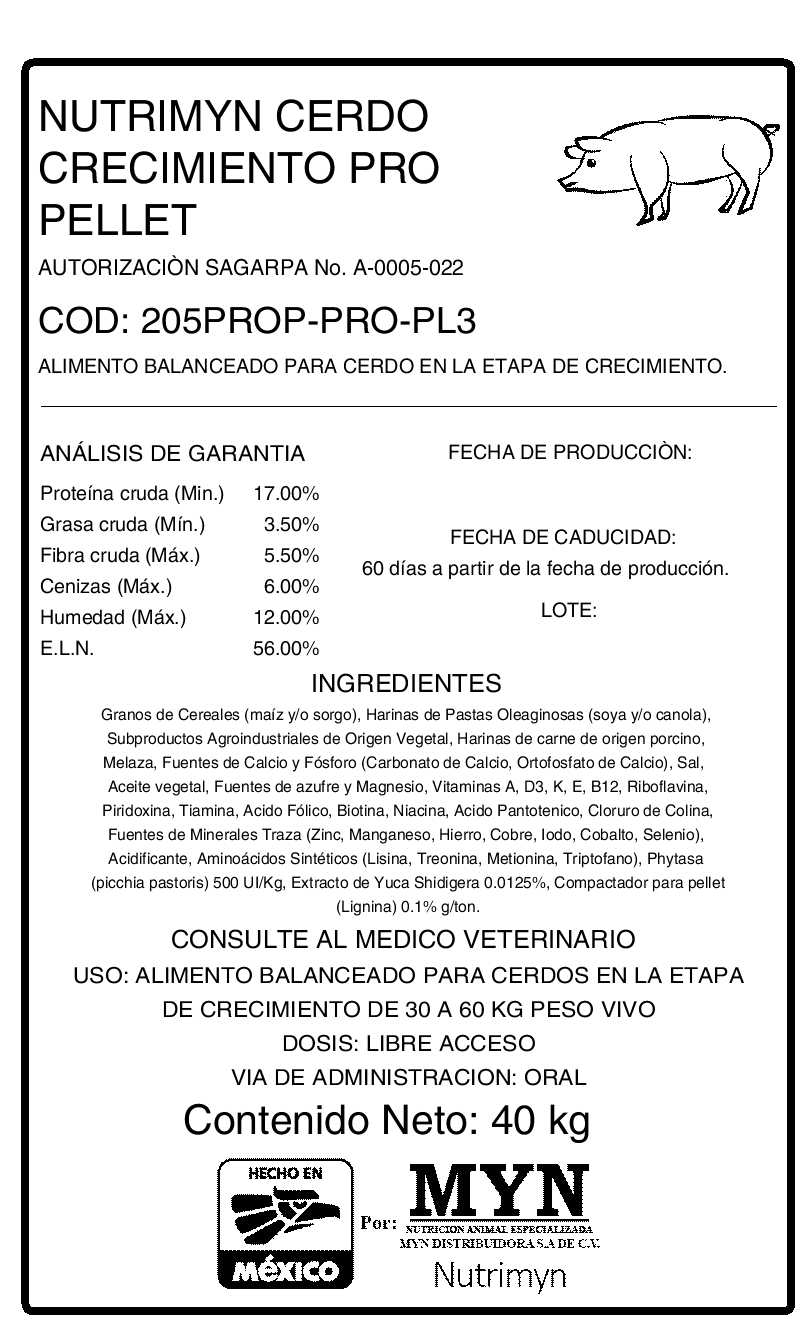 NUTRIMYN CERDO
CRECIMIENTO PRO
PELLET
AUTORIZACIÒN SAGARPA No. A-0005-022
COD: 205PROP-PRO-PL3
ALIMENTO BALANCEADO PARA CERDO EN LA ETAPA DE CRECIMIENTO.
ANÁLISIS DE GARANTIA
Proteína cruda (Min.) 17.00%
Grasa cruda (Mín.) 3.50%
Fibra cruda (Máx.) 5.50%
Cenizas (Máx.) 6.00%
Humedad (Máx.) 12.00%
E.L.N. 56.00%
FECHA DE PRODUCCIÒN:
FECHA DE CADUCIDAD:
60 días a partir de la fecha de producción.
LOTE:
INGREDIENTES
Granos de Cereales (maíz y/o sorgo), Harinas de Pastas Oleaginosas (soya y/o canola),
Subproductos Agroindustriales de Origen Vegetal, Harinas de carne de origen porcino,
Melaza, Fuentes de Calcio y Fósforo (Carbonato de Calcio, Ortofosfato de Calcio), Sal,
Aceite vegetal, Fuentes de azufre y Magnesio, Vitaminas A, D3, K, E, B12, Riboflavina,
Piridoxina, Tiamina, Acido Fólico, Biotina, Niacina, Acido Pantotenico, Cloruro de Colina,
Fuentes de Minerales Traza (Zinc, Manganeso, Hierro, Cobre, Iodo, Cobalto, Selenio),
Acidificante, Aminoácidos Sintéticos (Lisina, Treonina, Metionina, Triptofano), Phytasa
(picchia pastoris) 500 UI/Kg, Extracto de Yuca Shidigera 0.0125%, Compactador para pellet
(Lignina) 0.1% g/ton.
CONSULTE AL MEDICO VETERINARIO
USO: ALIMENTO BALANCEADO PARA CERDOS EN LA ETAPA
DE CRECIMIENTO DE 30 A 60 KG PESO VIVO
DOSIS: LIBRE ACCESO
VIA DE ADMINISTRACION: ORAL
Contenido Neto: 40 kg
HECHO EN
MéXICO
Por:
MYN
NUTRICION ANIMAL ESPECIALIZADA
MYN DISTRIBUIDORA S.A DE C.V.
Nutrimyn